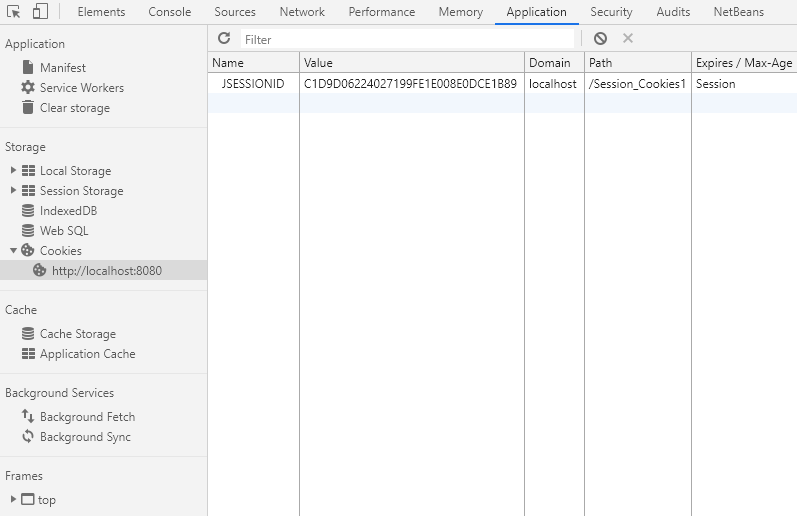 Elements Console Sources Network Performance Memory Application Security Audits NetBeans
Application
Manifest
Service Workers
Clear storage
Storage
Local Storage
Session Storage
IndexedDB
Web SQL
Cookies
http://localhost:8080
Cache
Cache Storage
Application Cache
Background Services
Background Fetch
Background Sync
Frames
top
Filter
Name Value Domain Path Expires / Max-Age
JSESSIONID C1D9D06224027199FE1E008E0DCE1B89 localhost /Session_Cookies1 Session